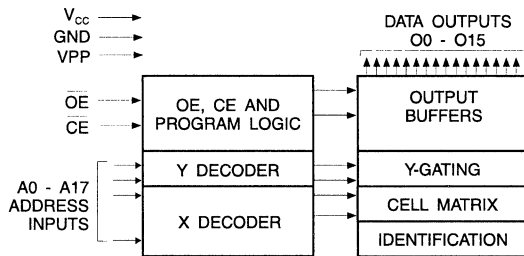 V_CC
GND
VPP
OE
CE
A0 - A17
ADDRESS
INPUTS
OE, CE AND
PROGRAM LOGIC
Y DECODER
X DECODER
DATA OUTPUTS
O0 - O15
OUTPUT
BUFFERS
Y-GATING
CELL MATRIX
IDENTIFICATION